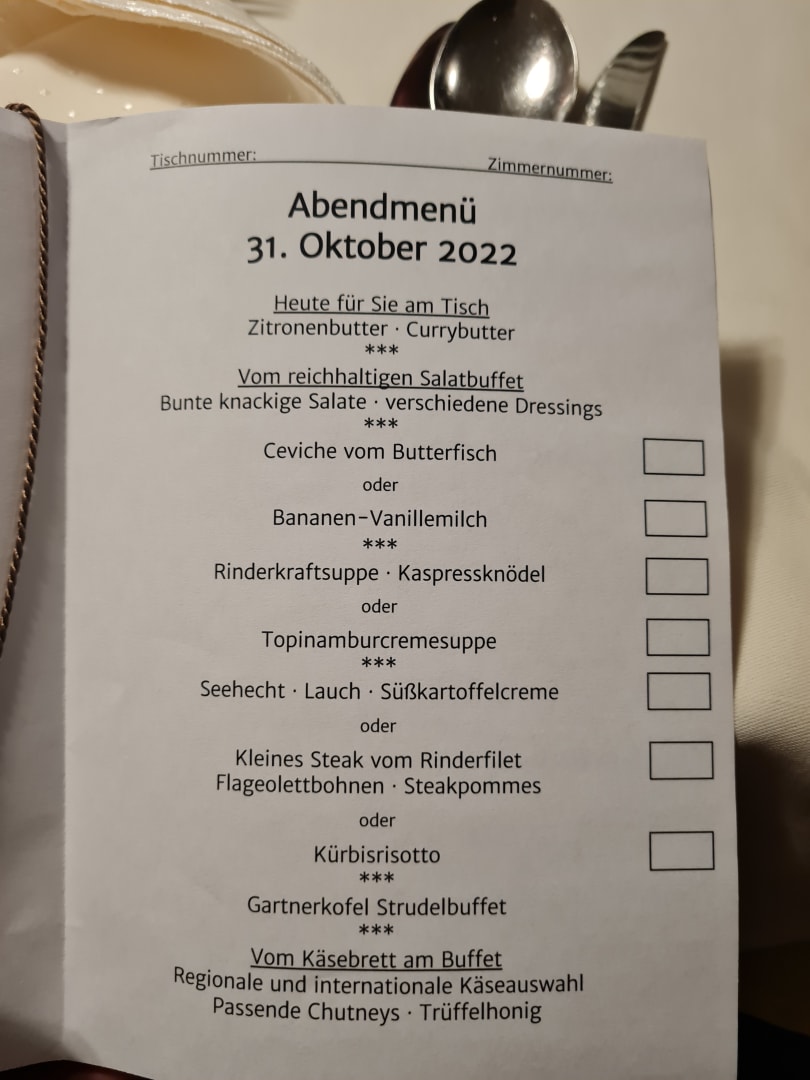 Tischnummer: Zimmernummer:
Abendmenü
31. Oktober 2022
Heute für Sie am Tisch
Zitronenbutter · Currybutter
***
Vom reichhaltigen Salatbuffet
Bunte knackige Salate · verschiedene Dressings
***
Ceviche vom Butterfisch
oder
Bananen-Vanillemilch
***
Rinderkraftsuppe · Kaspressknödel
oder
Topinamburcremesuppe
***
Seehecht · Lauch · Süßkartoffelcreme
oder
Kleines Steak vom Rinderfilet
Flageolettbohnen · Steakpommes
oder
Kürbisrisotto
***
Gartnerkofel Strudelbuffet
***
Vom Käsebrett am Buffet
Regionale und internationale Käseauswahl
Passende Chutneys · Trüffelhonig